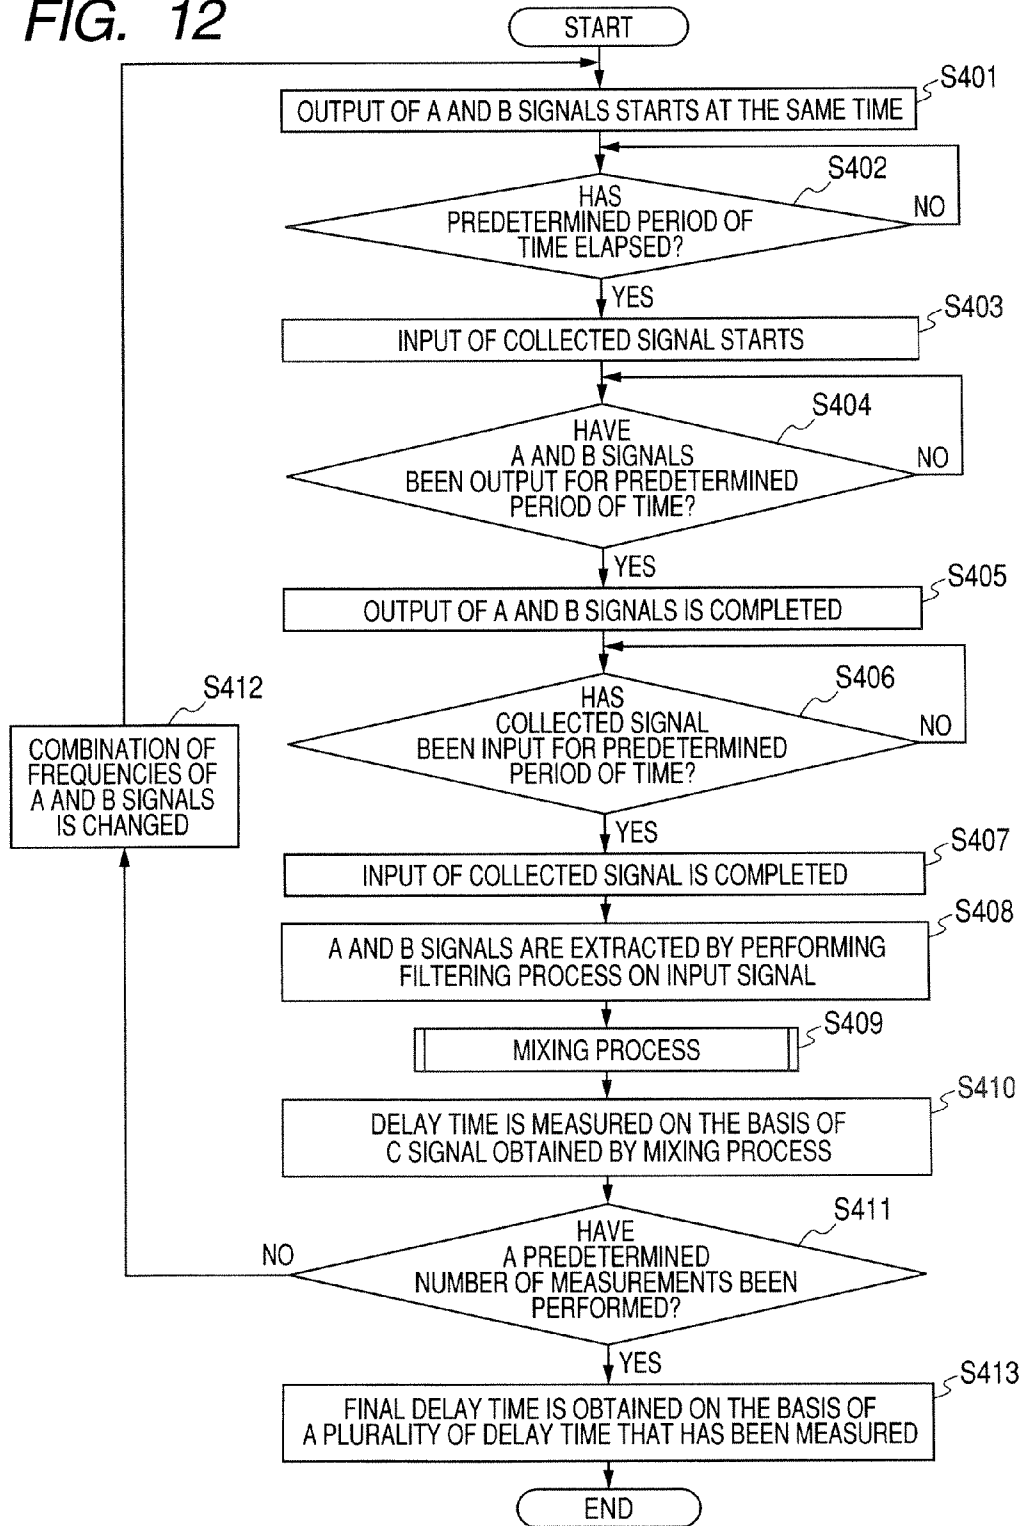 FIG. 12
START
S401
OUTPUT OF A AND B SIGNALS STARTS AT THE SAME TIME
S402
HAS
PREDETERMINED PERIOD OF
TIME ELAPSED?
NO
YES
S403
INPUT OF COLLECTED SIGNAL STARTS
S404
HAVE
A AND B SIGNALS
BEEN OUTPUT FOR PREDETERMINED
PERIOD OF TIME?
NO
YES
S405
OUTPUT OF A AND B SIGNALS IS COMPLETED
S406
HAS
COLLECTED SIGNAL
BEEN INPUT FOR PREDETERMINED
PERIOD OF TIME?
NO
YES
S412
COMBINATION OF
FREQUENCIES OF
A AND B SIGNALS
IS CHANGED
S407
INPUT OF COLLECTED SIGNAL IS COMPLETED
S408
A AND B SIGNALS ARE EXTRACTED BY PERFORMING
FILTERING PROCESS ON INPUT SIGNAL
S409
MIXING PROCESS
S410
DELAY TIME IS MEASURED ON THE BASIS OF
C SIGNAL OBTAINED BY MIXING PROCESS
S411
HAVE
A PREDETERMINED
NUMBER OF MEASUREMENTS BEEN
PERFORMED?
NO
YES
S413
FINAL DELAY TIME IS OBTAINED ON THE BASIS OF
A PLURALITY OF DELAY TIME THAT HAS BEEN MEASURED
END